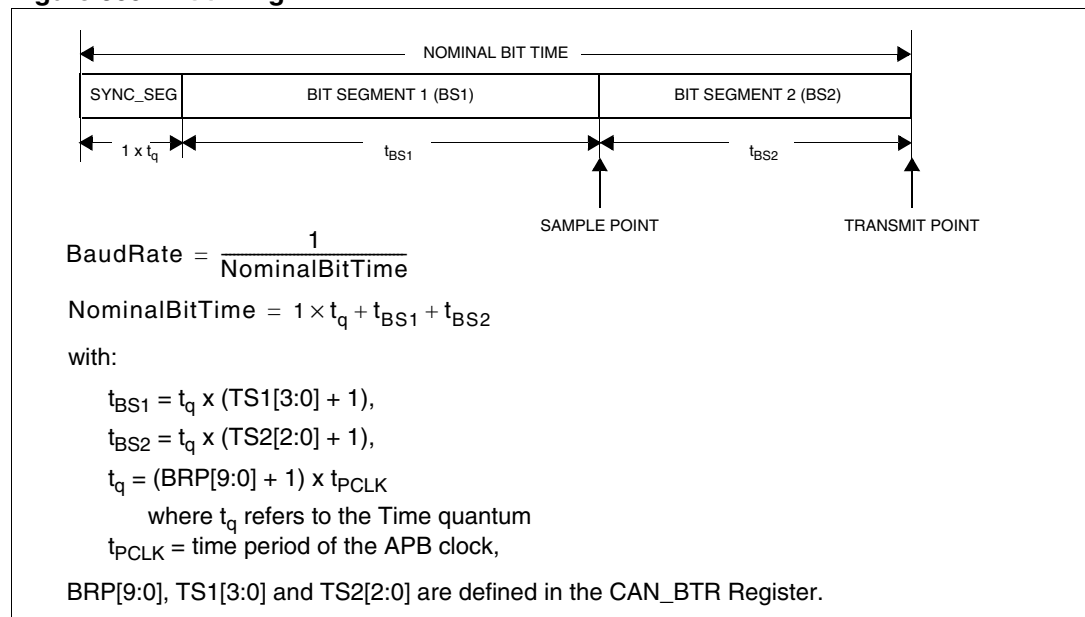 NOMINAL BIT TIME
SYNC_SEG BIT SEGMENT 1 (BS1) BIT SEGMENT 2 (BS2)
1 x tq tBS1 tBS2
SAMPLE POINT TRANSMIT POINT
BaudRate = 1 / NominalBitTime
NominalBitTime = 1 × tq + tBS1 + tBS2
with:
tBS1 = tq x (TS1[3:0] + 1),
tBS2 = tq x (TS2[2:0] + 1),
tq = (BRP[9:0] + 1) x tPCLK
where tq refers to the Time quantum
tPCLK = time period of the APB clock,
BRP[9:0], TS1[3:0] and TS2[2:0] are defined in the CAN_BTR Register.